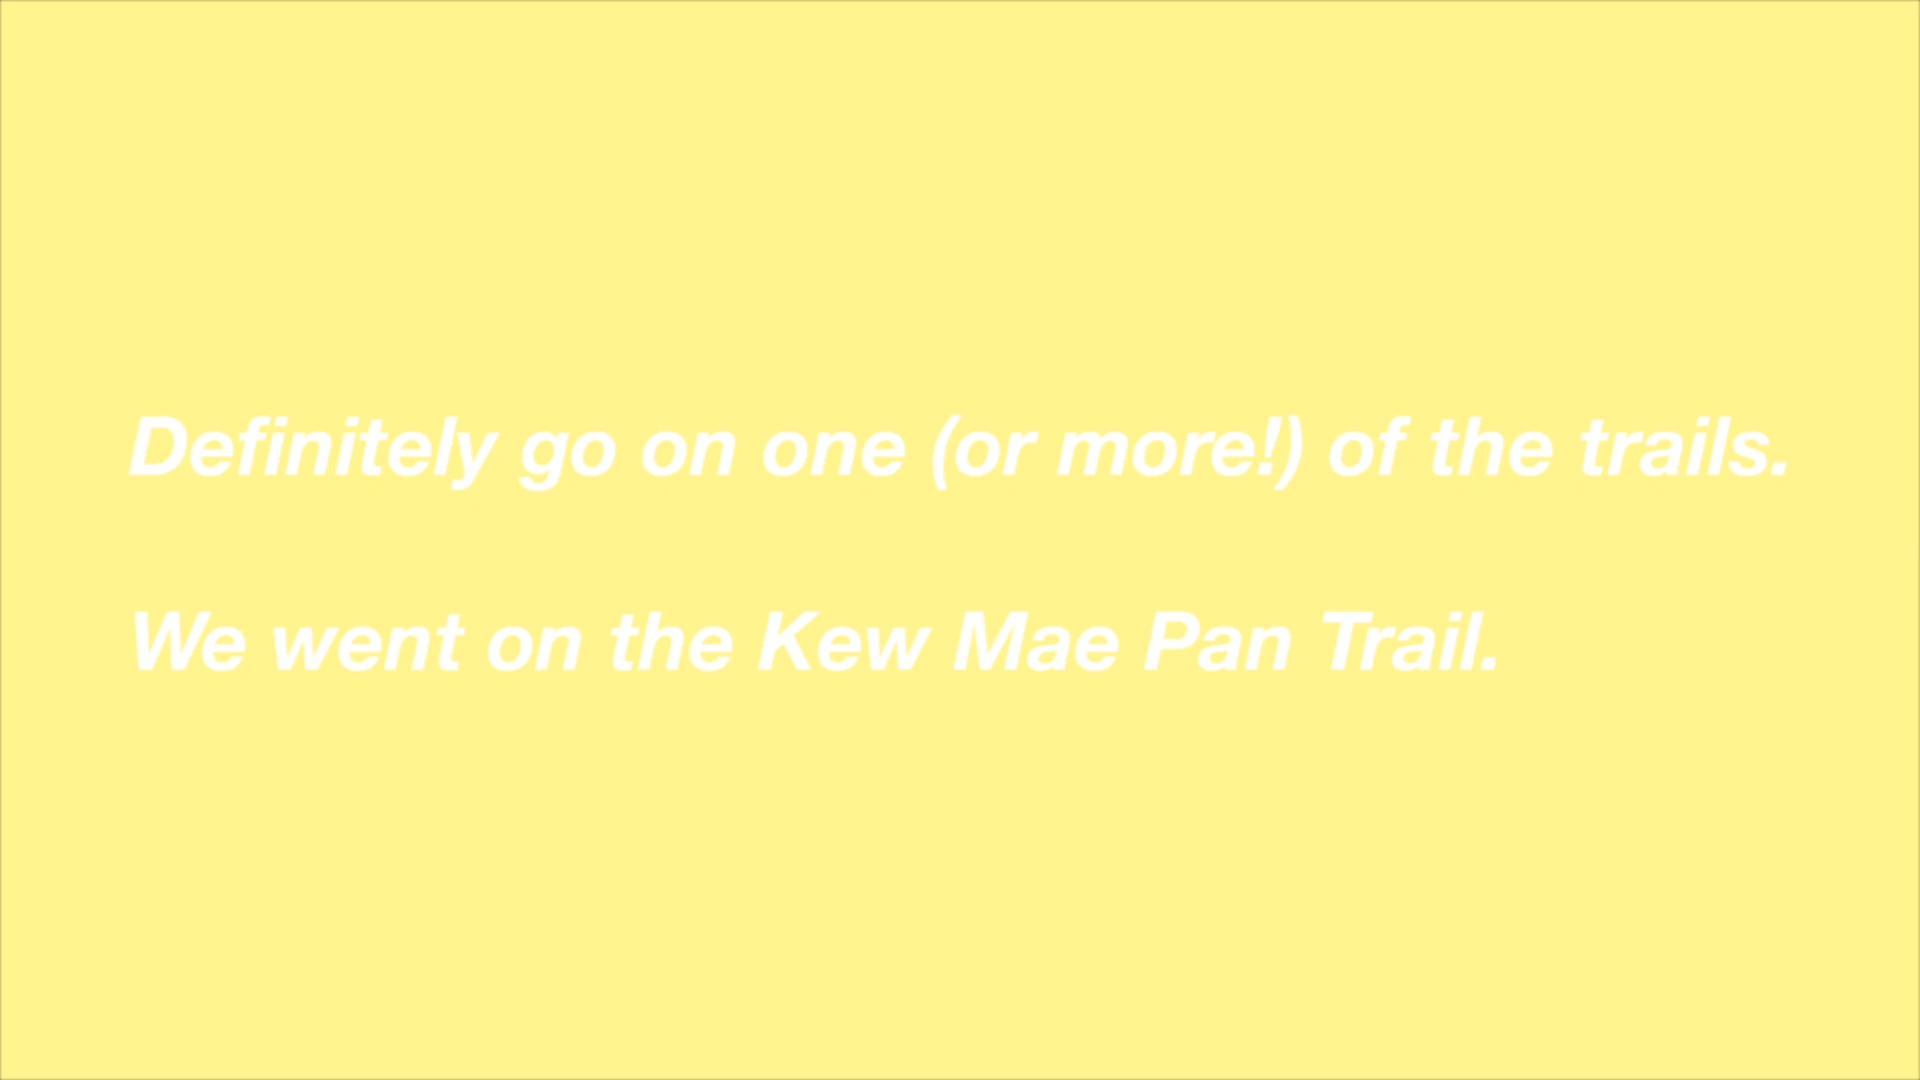 Definitely go on one (or more!) of the trails.
We went on the Kew Mae Pan Trail.